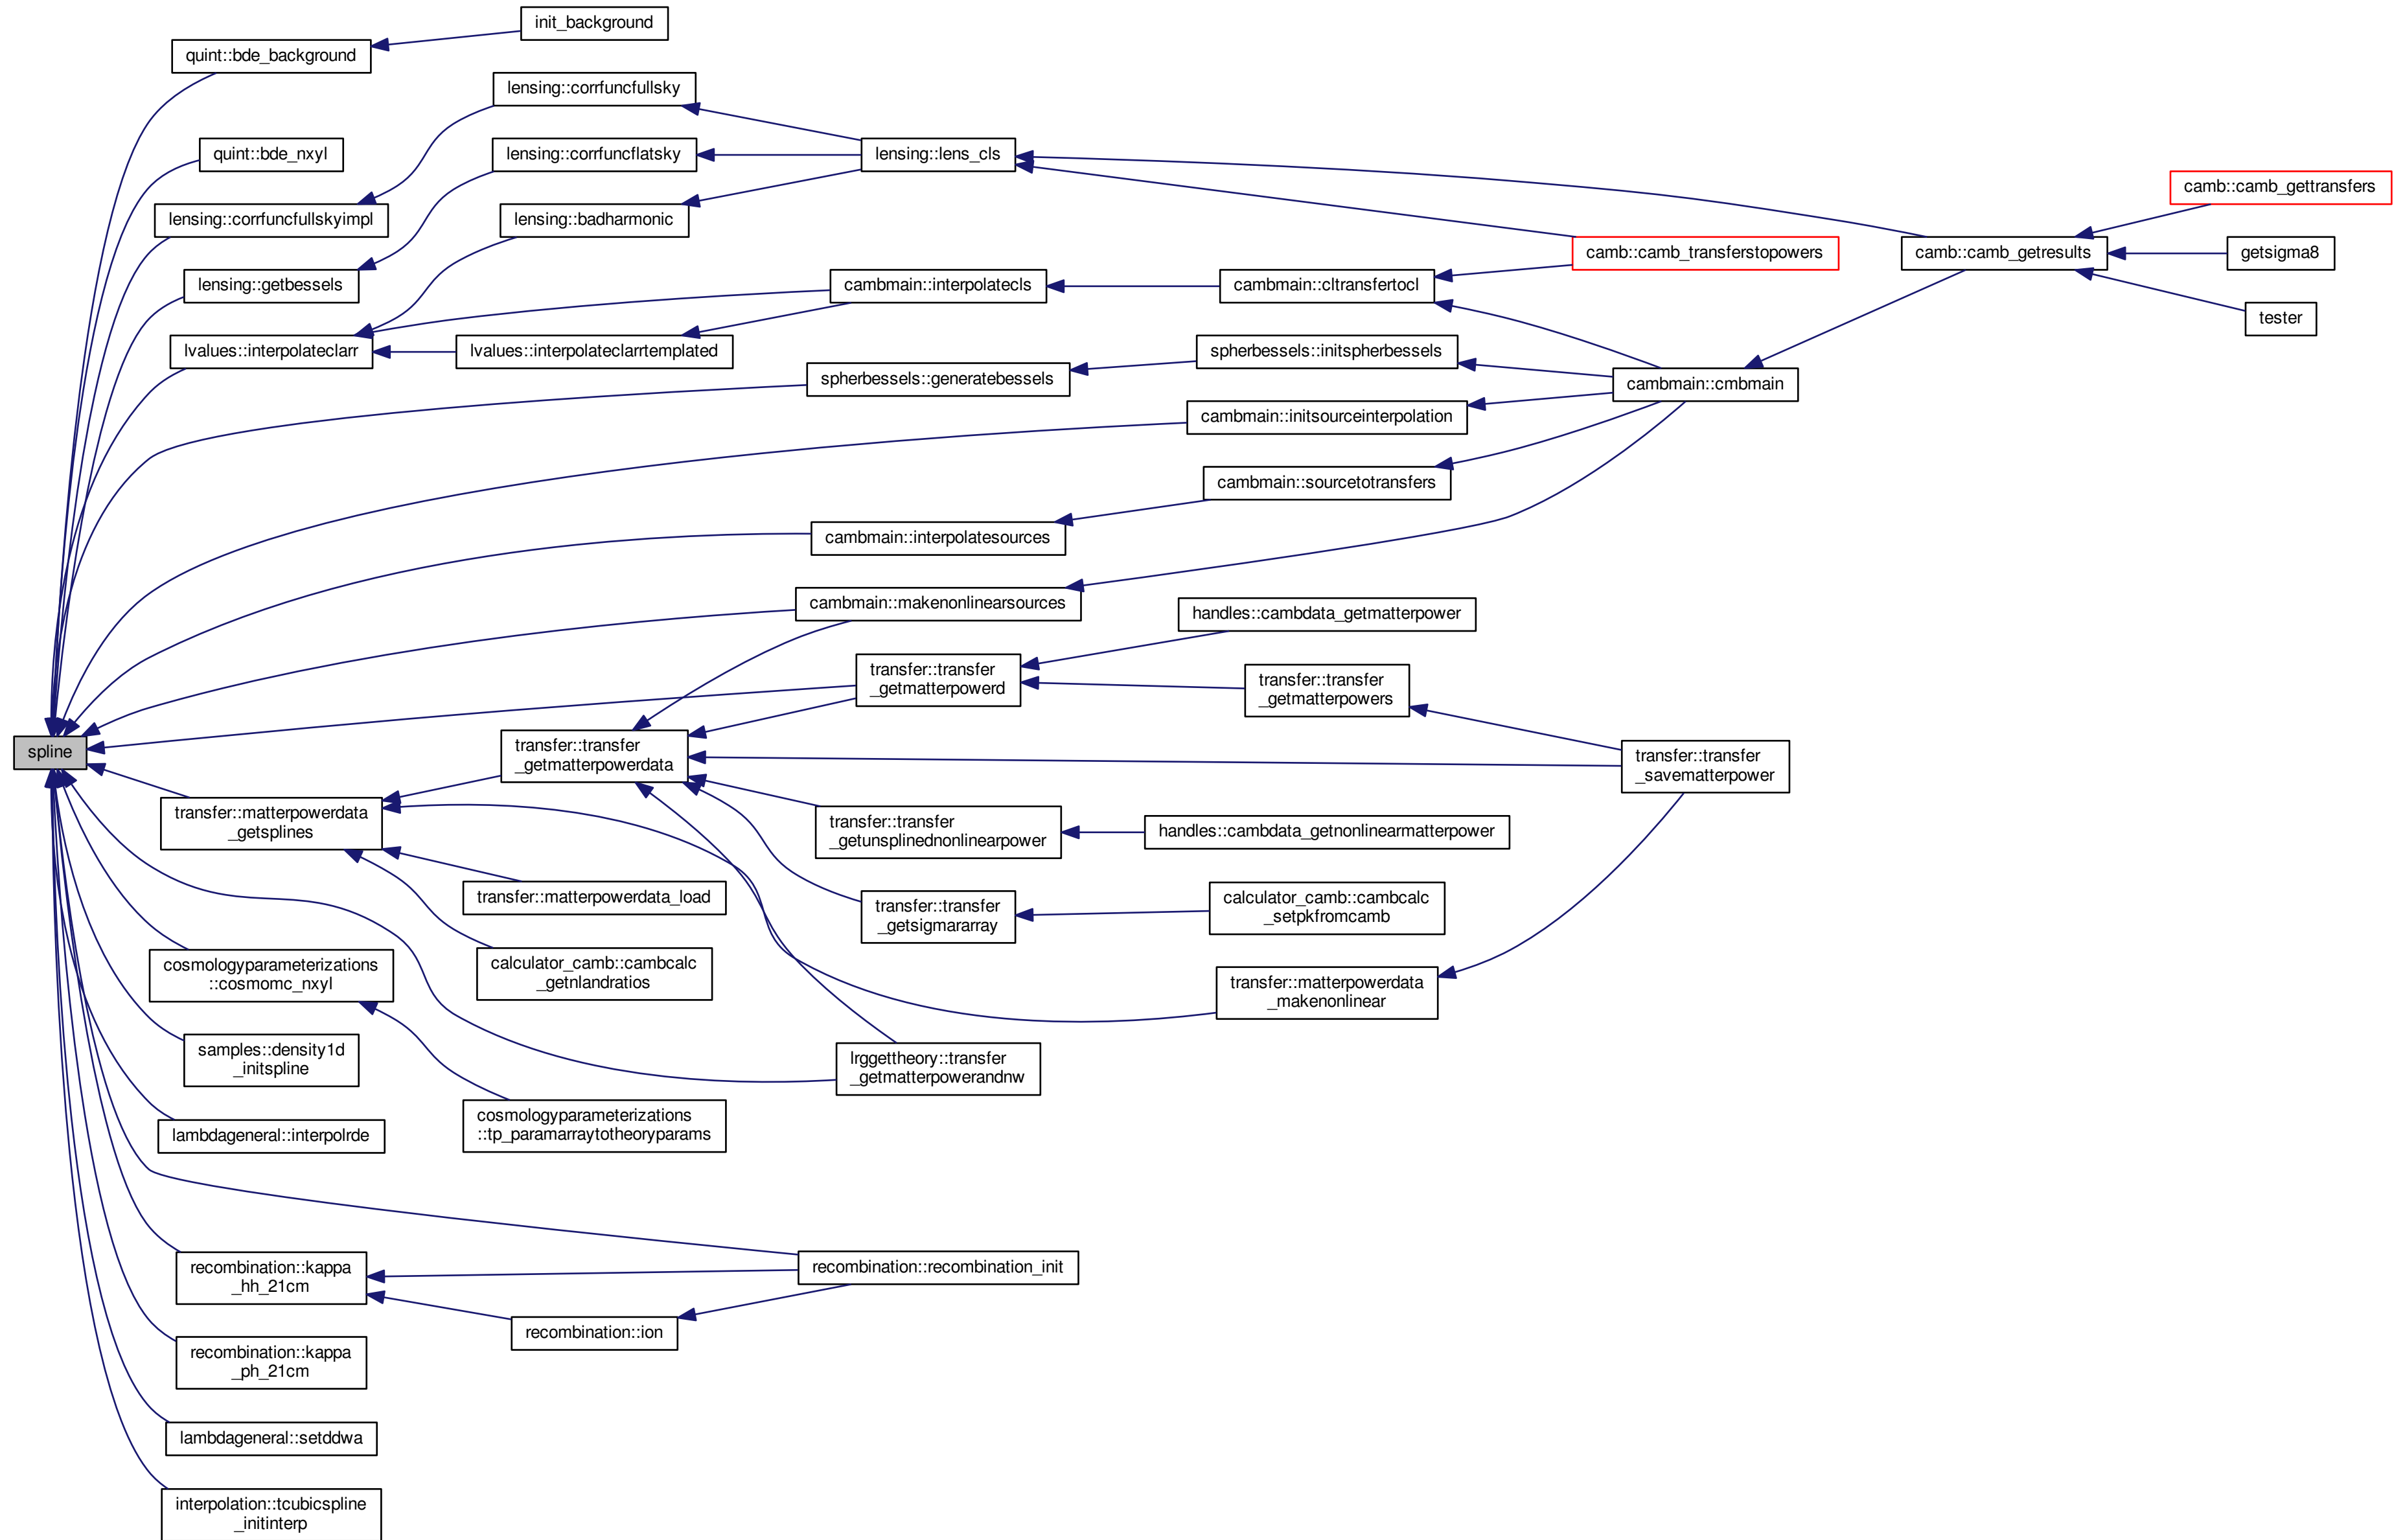 init_background
quint::bde_background
lensing::corrfuncfullsky
quint::bde_nxyl
lensing::corrfuncflatsky
lensing::lens_cls
camb::camb_gettransfers
lensing::corrfuncfullskyimpl
lensing::badharmonic
camb::camb_transferstopowers
camb::camb_getresults
getsigma8
lensing::getbessels
cambmain::interpolatecls
cambmain::cltransfertocl
tester
lvalues::interpolateclarr
lvalues::interpolateclarrtemplated
spherbessels::initspherbessels
spherbessels::generatebessels
cambmain::cmbmain
cambmain::initsourceinterpolation
cambmain::sourcetotransfers
cambmain::interpolatesources
cambmain::makenonlinearsources
handles::cambdata_getmatterpower
transfer::transfer
_getmatterpowerd
transfer::transfer
_getmatterpowers
spline
transfer::transfer
_getmatterpowerdata
transfer::transfer
_savematterpower
transfer::matterpowerdata
_getsplines
transfer::transfer
_getunsplinednonlinearpower
handles::cambdata_getnonlinearmatterpower
transfer::matterpowerdata_load
transfer::transfer
_getsigmararray
calculator_camb::cambcalc
_setpkfromcamb
cosmologyparameterizations
::cosmomc_nxyl
calculator_camb::cambcalc
_getnlandratios
transfer::matterpowerdata
_makenonlinear
samples::density1d
_initspline
lrggettheory::transfer
_getmatterpowerandnw
lambdageneral::interpolrde
cosmologyparameterizations
::tp_paramarraytotheoryparams
recombination::kappa
_hh_21cm
recombination::recombination_init
recombination::ion
recombination::kappa
_ph_21cm
lambdageneral::setddwa
interpolation::tcubicspline
_initinterp